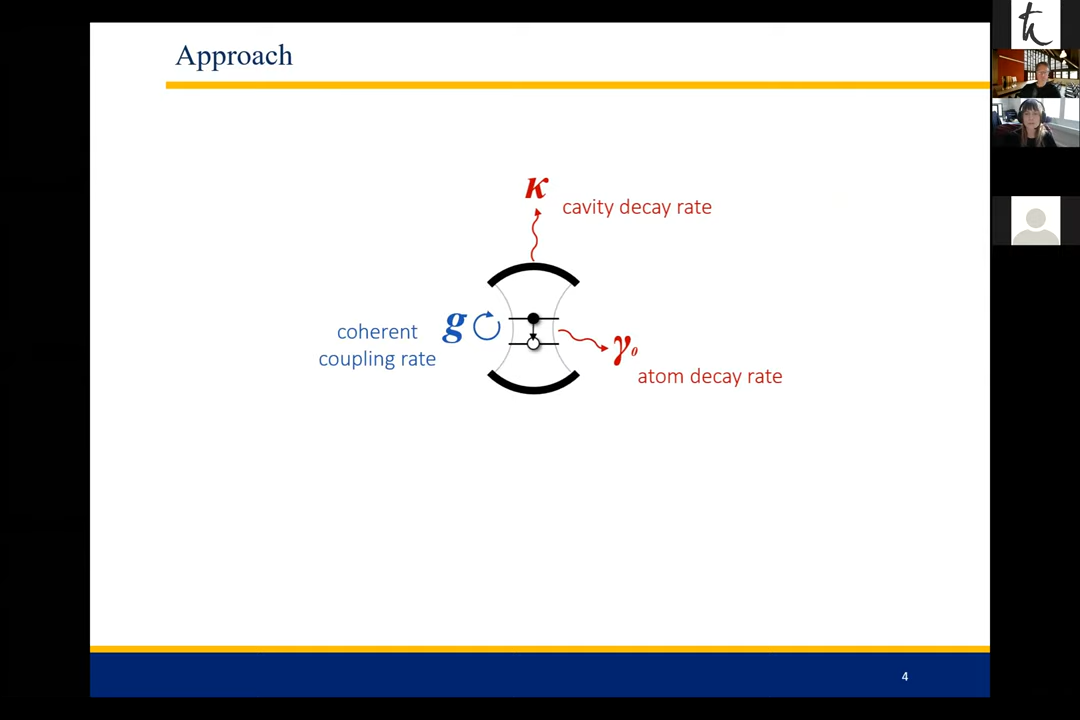 Approach
κ
cavity decay rate
coherent
coupling rate
g
γ₀
atom decay rate
4